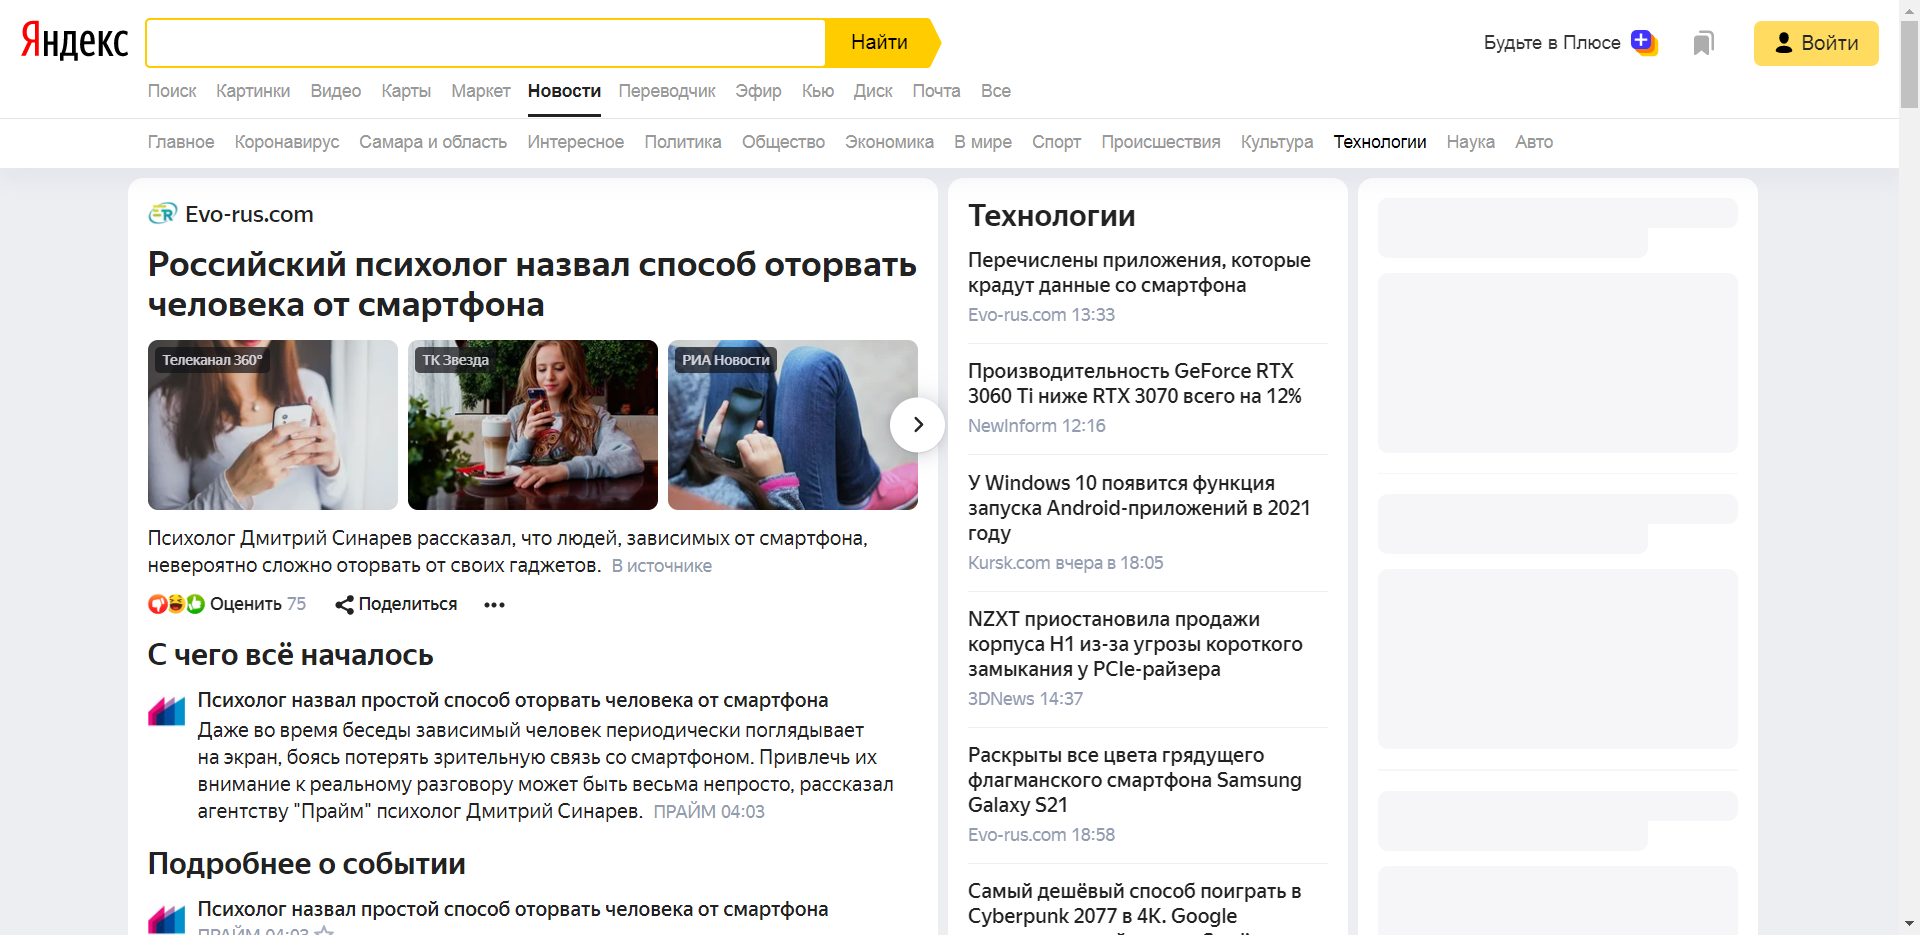 Яндекс
Найти
Будьте в Плюсе
Войти
Поиск Картинки Видео Карты Маркет Новости Переводчик Эфир Кью Диск Почта Все
Главное Коронавирус Самара и область Интересное Политика Общество Экономика В мире Спорт Происшествия Культура Технологии Наука Авто
Evo-rus.com
Российский психолог назвал способ оторвать
человека от смартфона
Телеканал 360°
ТК Звезда
РИА Новости
Психолог Дмитрий Синарев рассказал, что людей, зависимых от смартфона,
невероятно сложно оторвать от своих гаджетов. В источнике
Оценить 75 Поделиться
С чего всё началось
Психолог назвал простой способ оторвать человека от смартфона
Даже во время беседы зависимый человек периодически поглядывает
на экран, боясь потерять зрительную связь со смартфоном. Привлечь их
внимание к реальному разговору может быть весьма непросто, рассказал
агентству "Прайм" психолог Дмитрий Синарев. ПРАЙМ 04:03
Подробнее о событии
Психолог назвал простой способ оторвать человека от смартфона
ПРАЙМ 04:03
Технологии
Перечислены приложения, которые
крадут данные со смартфона
Evo-rus.com 13:33
Производительность GeForce RTX
3060 Ti ниже RTX 3070 всего на 12%
NewInform 12:16
У Windows 10 появится функция
запуска Android-приложений в 2021
году
Kursk.com вчера в 18:05
NZXT приостановила продажи
корпуса H1 из-за угрозы короткого
замыкания у PCIe-райзера
3DNews 14:37
Раскрыты все цвета грядущего
флагманского смартфона Samsung
Galaxy S21
Evo-rus.com 18:58
Самый дешёвый способ поиграть в
Cyberpunk 2077 в 4K. Google